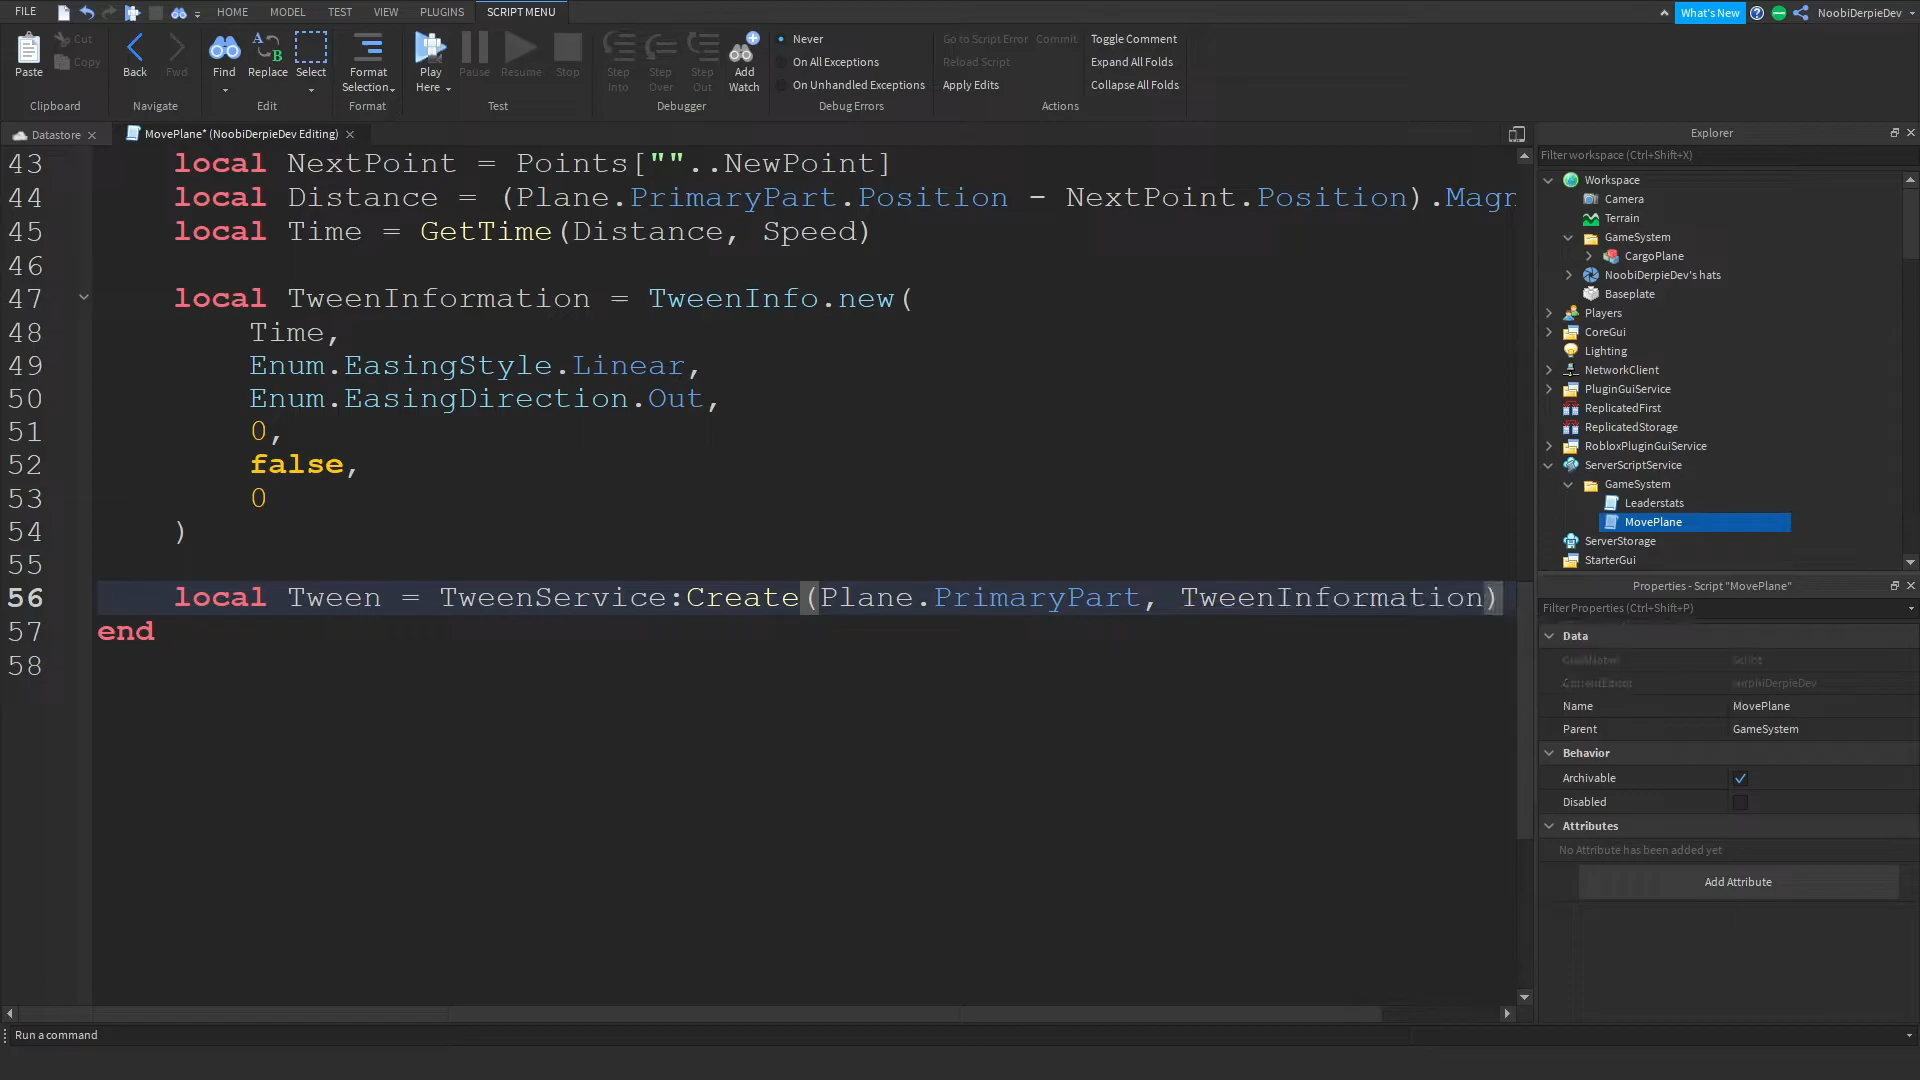 FILE HOME MODEL TEST VIEW PLUGINS SCRIPT MENU What's New NoobiDerpieDev
Paste Cut Copy Back Fwd Find Replace Select Format Selection Play Here Pause Resume Stop Step Into Step Over Step Out Add Watch
Never Go to Script Error Commit Toggle Comment
On All Exceptions Reload Script Expand All Folds
On Unhandled Exceptions Apply Edits Collapse All Folds
Clipboard Navigate Edit Format Test Debugger Debug Errors Actions
Datastore MovePlane* (NoobiDerpieDev Editing)
43 local NextPoint = Points[""..NewPoint]
44 local Distance = (Plane.PrimaryPart.Position - NextPoint.Position).Magn
45 local Time = GetTime(Distance, Speed)
46
47 local TweenInformation = TweenInfo.new(
48 Time,
49 Enum.EasingStyle.Linear,
50 Enum.EasingDirection.Out,
51 0,
52 false,
53 0
54 )
55
56 local Tween = TweenService:Create(Plane.PrimaryPart, TweenInformation)
57 end
58
Explorer
Filter workspace (Ctrl+Shift+X)
Workspace
Camera
Terrain
GameSystem
CargoPlane
NoobiDerpieDev's hats
Baseplate
Players
CoreGui
Lighting
NetworkClient
PluginGuiService
ReplicatedFirst
ReplicatedStorage
RobloxPluginGuiService
ServerScriptService
GameSystem
Leaderstats
MovePlane
ServerStorage
StarterGui
Properties - Script "MovePlane"
Filter Properties (Ctrl+Shift+P)
Data
Name MovePlane
Parent GameSystem
Behavior
Archivable
Disabled
Attributes
No Attribute has been added yet
Add Attribute
Run a command